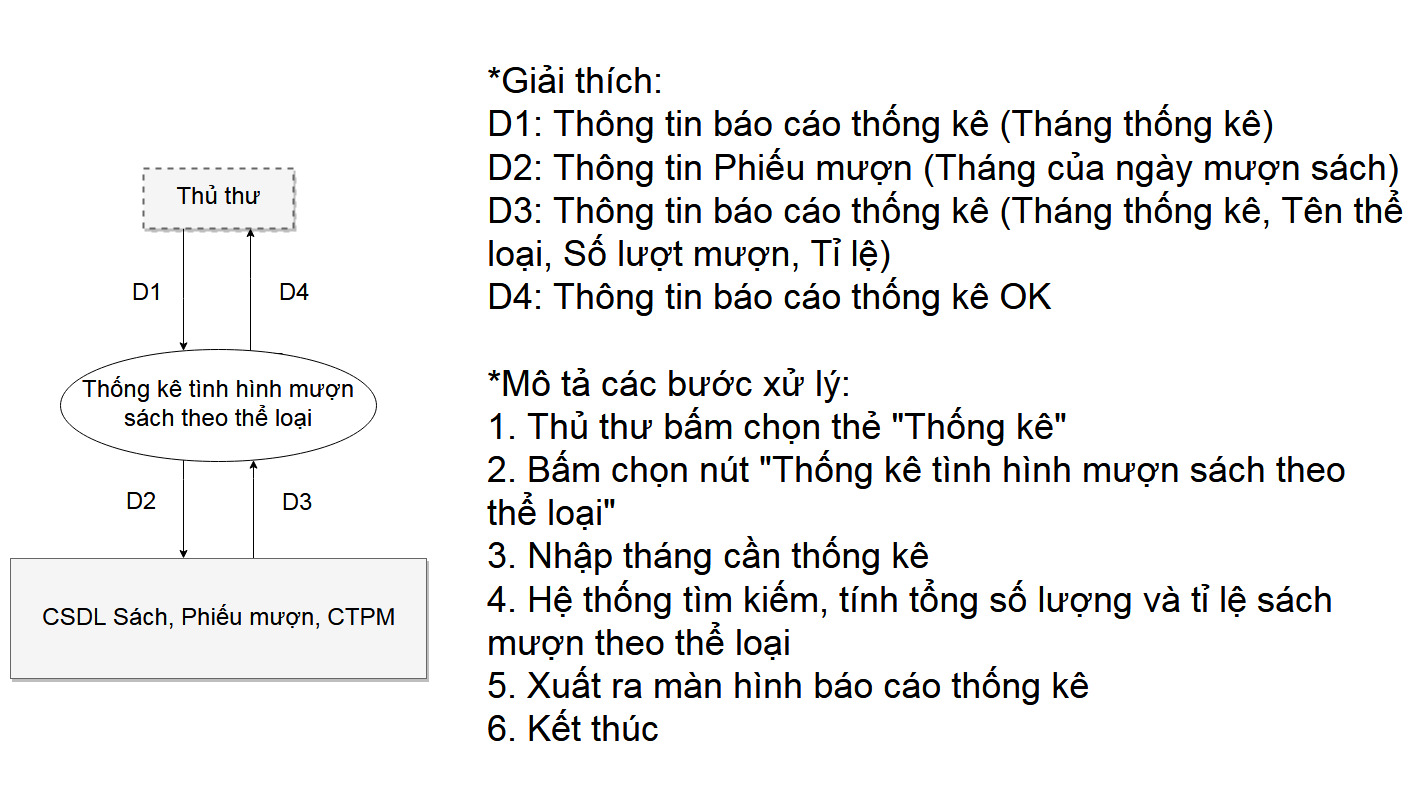 Thủ thư
D1
D4
Thống kê tình hình mượn
sách theo thể loại
D2
D3
CSDL Sách, Phiếu mượn, CTPM
*Giải thích:
D1: Thông tin báo cáo thống kê (Tháng thống kê)
D2: Thông tin Phiếu mượn (Tháng của ngày mượn sách)
D3: Thông tin báo cáo thống kê (Tháng thống kê, Tên thể
loại, Số lượt mượn, Tỉ lệ)
D4: Thông tin báo cáo thống kê OK
*Mô tả các bước xử lý:
1. Thủ thư bấm chọn thẻ "Thống kê"
2. Bấm chọn nút "Thống kê tình hình mượn sách theo
thể loại"
3. Nhập tháng cần thống kê
4. Hệ thống tìm kiếm, tính tổng số lượng và tỉ lệ sách
mượn theo thể loại
5. Xuất ra màn hình báo cáo thống kê
6. Kết thúc